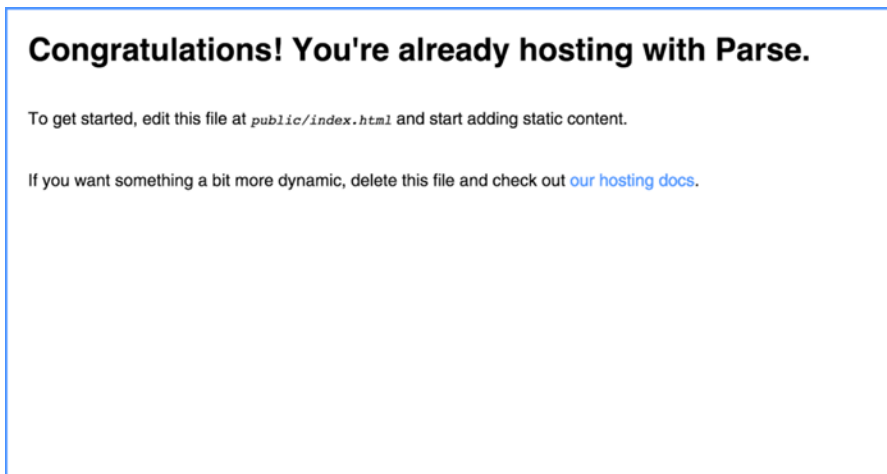 Congratulations! You're already hosting with Parse.
To get started, edit this file at public/index.html and start adding static content.
If you want something a bit more dynamic, delete this file and check out our hosting docs.